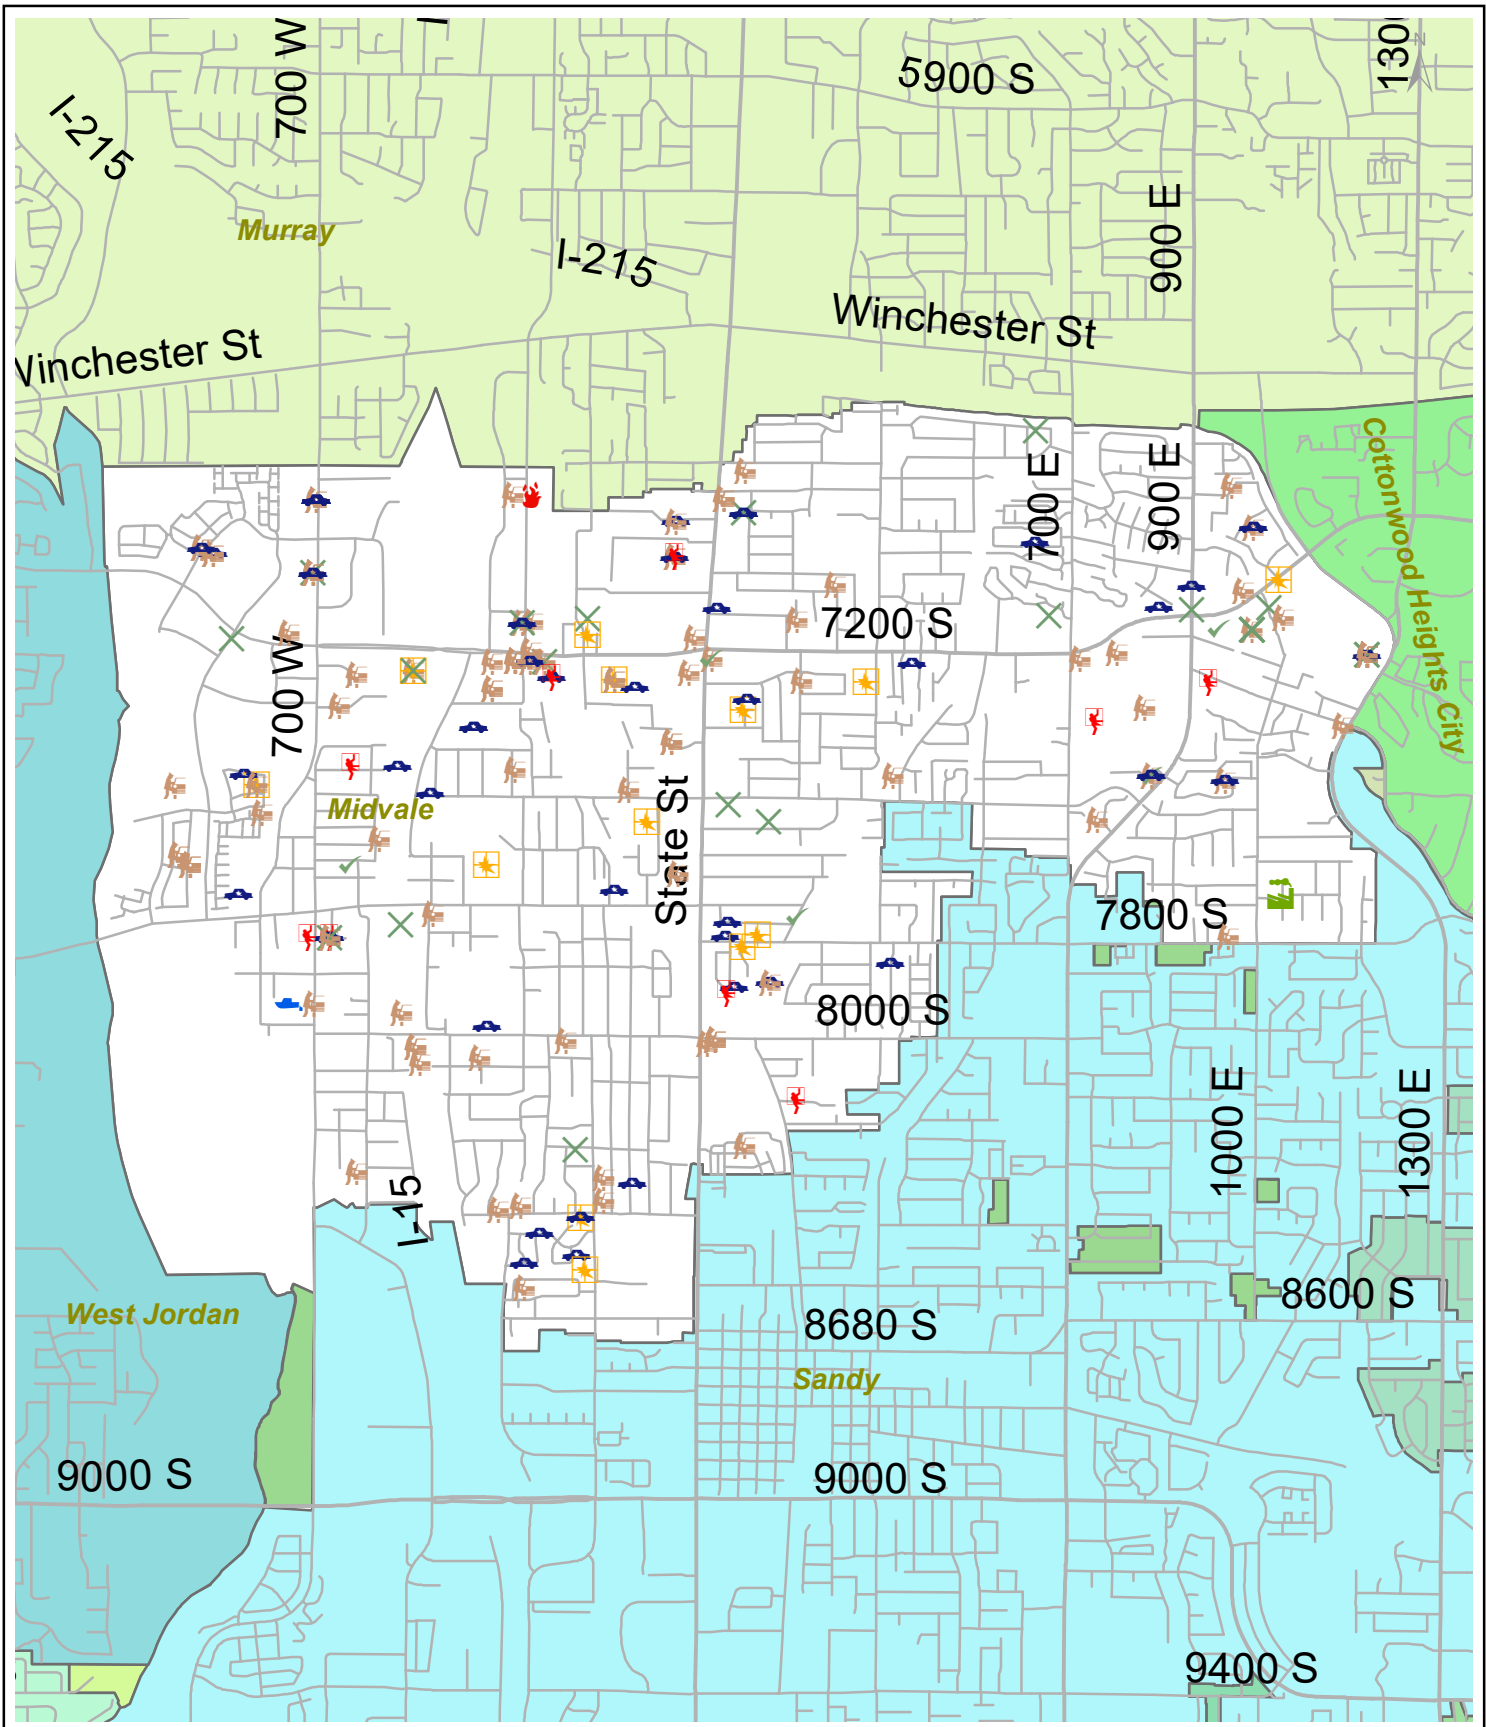 700 W
5900 S
1300
N
I-215
900 E
Murray
I-215
Winchester St
Winchester St
Cottonwood Heights City
700 E
900 E
7200 S
700 W
State St
Midvale
7800 S
8000 S
1000 E
1300 E
I-15
West Jordan
8600 S
8680 S
Sandy
9000 S
9000 S
9400 S